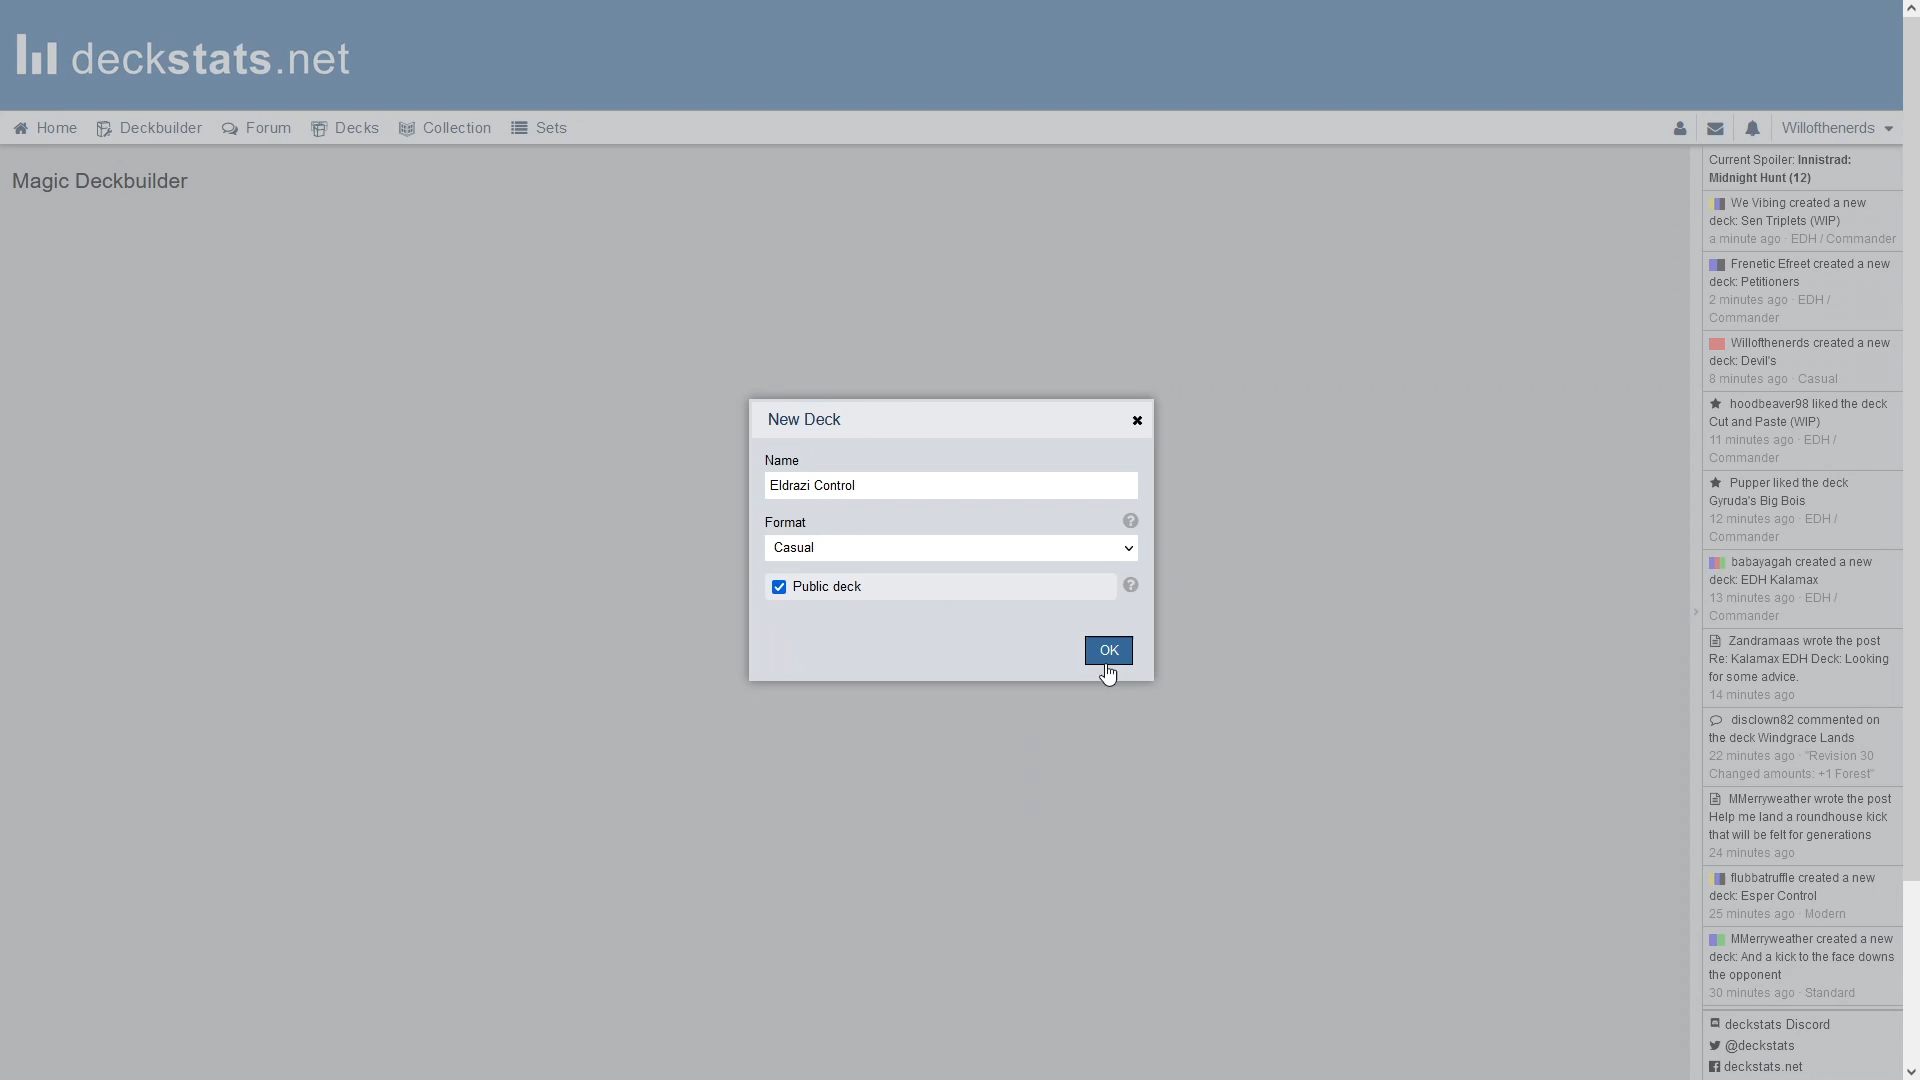 deckstats.net
Home Deckbuilder Forum Decks Collection Sets Willofthenerds
Magic Deckbuilder
New Deck
Name
Eldrazi Control
Format
Casual
Public deck
OK
Current Spoiler: Innistrad:
Midnight Hunt (12)
We Vibing created a new
deck: Sen Triplets (WIP)
a minute ago · EDH / Commander
Frenetic Efreet created a new
deck: Petitioners
2 minutes ago · EDH /
Commander
Willofthenerds created a new
deck: Devil's
8 minutes ago · Casual
hoodbeaver98 liked the deck
Cut and Paste (WIP)
11 minutes ago · EDH /
Commander
Pupper liked the deck
Gyruda's Big Bois
12 minutes ago · EDH /
Commander
babayagah created a new
deck: EDH Kalamax
13 minutes ago · EDH /
Commander
Zandramaas wrote the post
Re: Kalamax EDH Deck: Looking
for some advice.
14 minutes ago
disclown82 commented on
the deck Windgrace Lands
22 minutes ago · "Revision 30
Changed amounts: +1 Forest"
MMerryweather wrote the post
Help me land a roundhouse kick
that will be felt for generations
24 minutes ago
flubbatruffle created a new
deck: Esper Control
25 minutes ago · Modern
MMerryweather created a new
deck: And a kick to the face downs
the opponent
30 minutes ago · Standard
deckstats Discord
@deckstats
deckstats.net